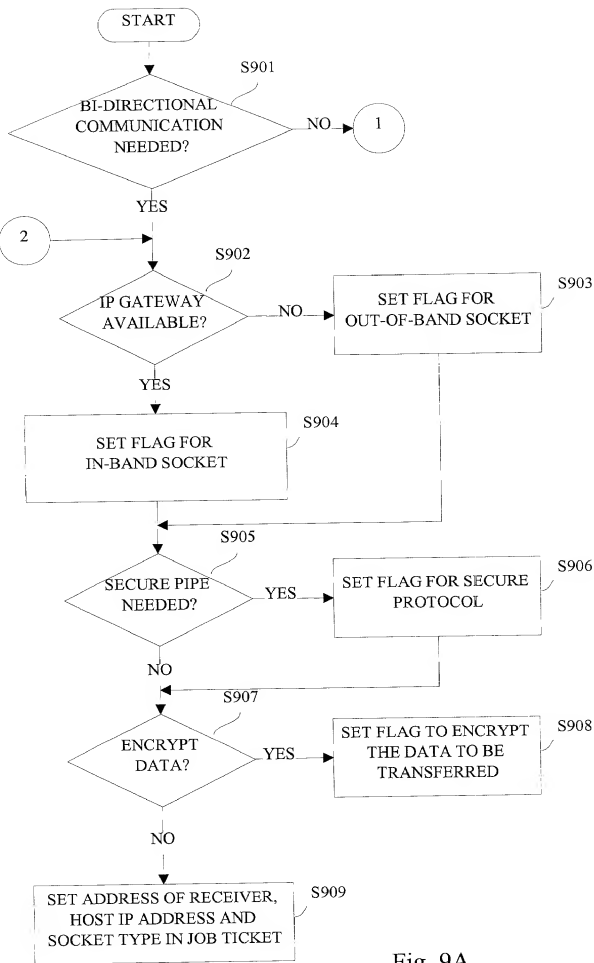 START
S901
BI-DIRECTIONAL
COMMUNICATION
NEEDED?
NO
1
YES
2
S902
IP GATEWAY
AVAILABLE?
NO
S903
SET FLAG FOR
OUT-OF-BAND SOCKET
YES
S904
SET FLAG FOR
IN-BAND SOCKET
S905
SECURE PIPE
NEEDED?
YES
S906
SET FLAG FOR SECURE
PROTOCOL
NO
S907
ENCRYPT
DATA?
YES
S908
SET FLAG TO ENCRYPT
THE DATA TO BE
TRANSFERRED
NO
S909
SET ADDRESS OF RECEIVER,
HOST IP ADDRESS AND
SOCKET TYPE IN JOB TICKET
Fig. 9A